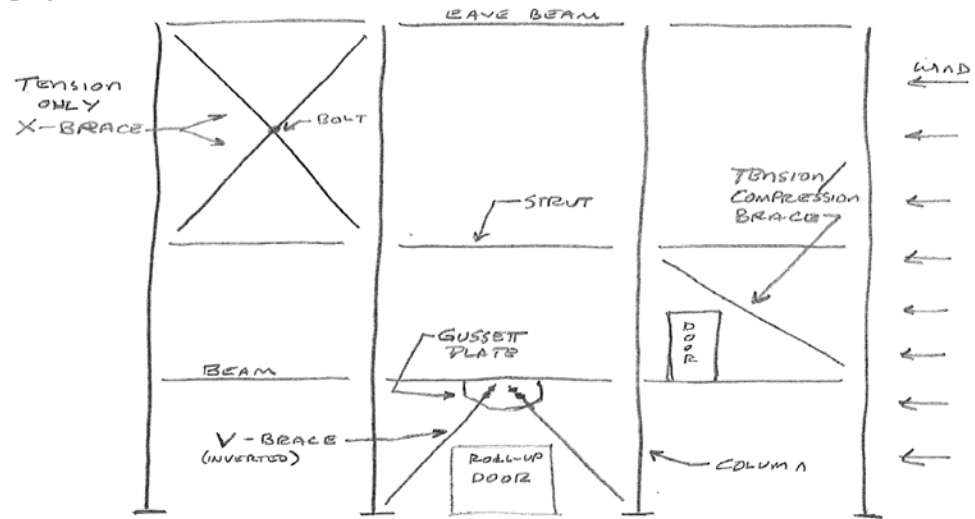 EAVE BEAM
TENSION
ONLY
X-BRACE
BOLT
WIND
TENSION/
COMPRESSION
BRACE
STRUT
DOOR
GUSSETT
PLATE
BEAM
V-BRACE
(INVERTED)
ROLL-UP
DOOR
COLUMN